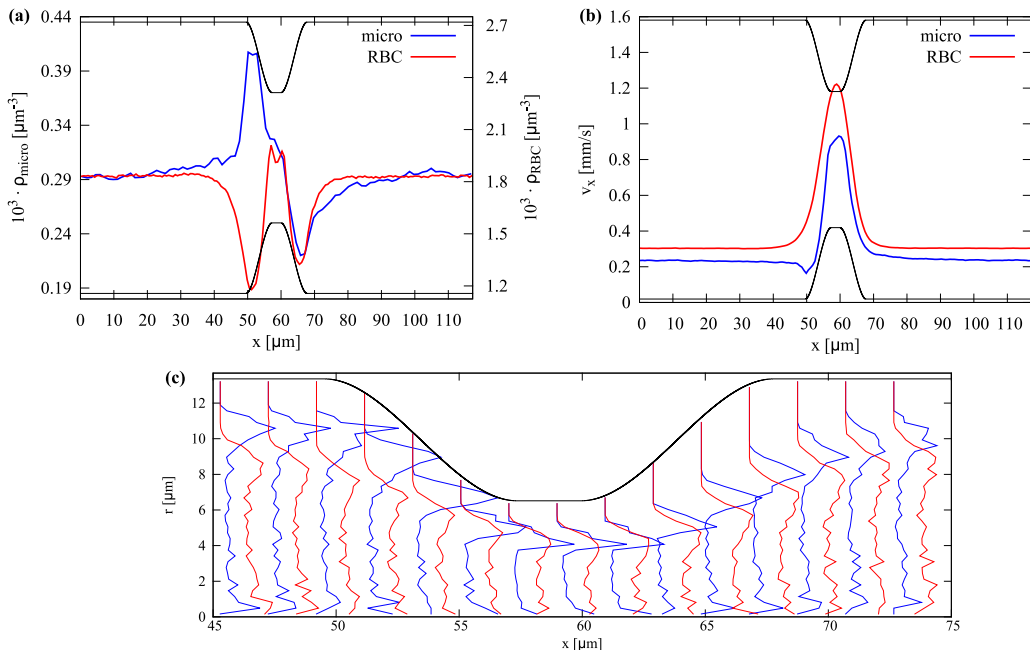 (a)
0.44
0.39
0.34
0.29
0.24
0.19
10³ · ρmicro [µm-3]
micro
RBC
2.7
2.4
2.1
1.8
1.5
1.2
10³ · ρRBC [µm-3]
0 10 20 30 40 50 60 70 80 90 100 110
x [µm]
(b)
1.6
1.4
1.2
1
0.8
0.6
0.4
0.2
0
vx [mm/s]
micro
RBC
0 10 20 30 40 50 60 70 80 90 100 110
x [µm]
(c)
12
10
8
6
4
2
0
r [µm]
45 50 55 60 65 70 75
x [µm]